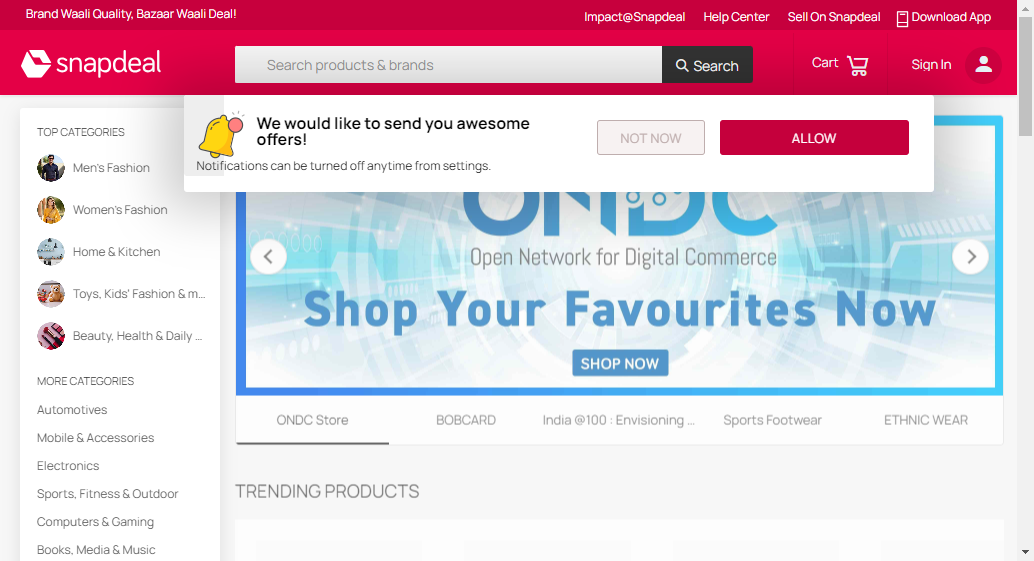 Brand Waali Quality, Bazaar Waali Deal!
Impact@Snapdeal
Help Center
Sell On Snapdeal
Download App
snapdeal
Search products & brands
Search
Cart
Sign In
We would like to send you awesome
offers!
Notifications can be turned off anytime from settings.
NOT NOW
ALLOW
TOP CATEGORIES
Men's Fashion
Women's Fashion
Home & Kitchen
Toys, Kids' Fashion & m...
Beauty, Health & Daily ...
MORE CATEGORIES
Automotives
Mobile & Accessories
Electronics
Sports, Fitness & Outdoor
Computers & Gaming
Books, Media & Music
ONDC
Open Network for Digital Commerce
Shop Your Favourites Now
SHOP NOW
ONDC Store
BOBCARD
India @100 : Envisioning ...
Sports Footwear
ETHNIC WEAR
TRENDING PRODUCTS